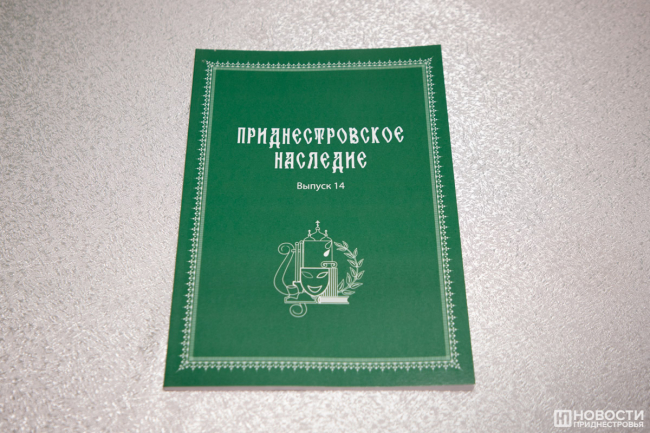 ПРИДНЕСТРОВСКОЕ
НАСЛЕДИЕ
Выпуск 14
НОВОСТИ
ПРИДНЕСТРОВЬЯ